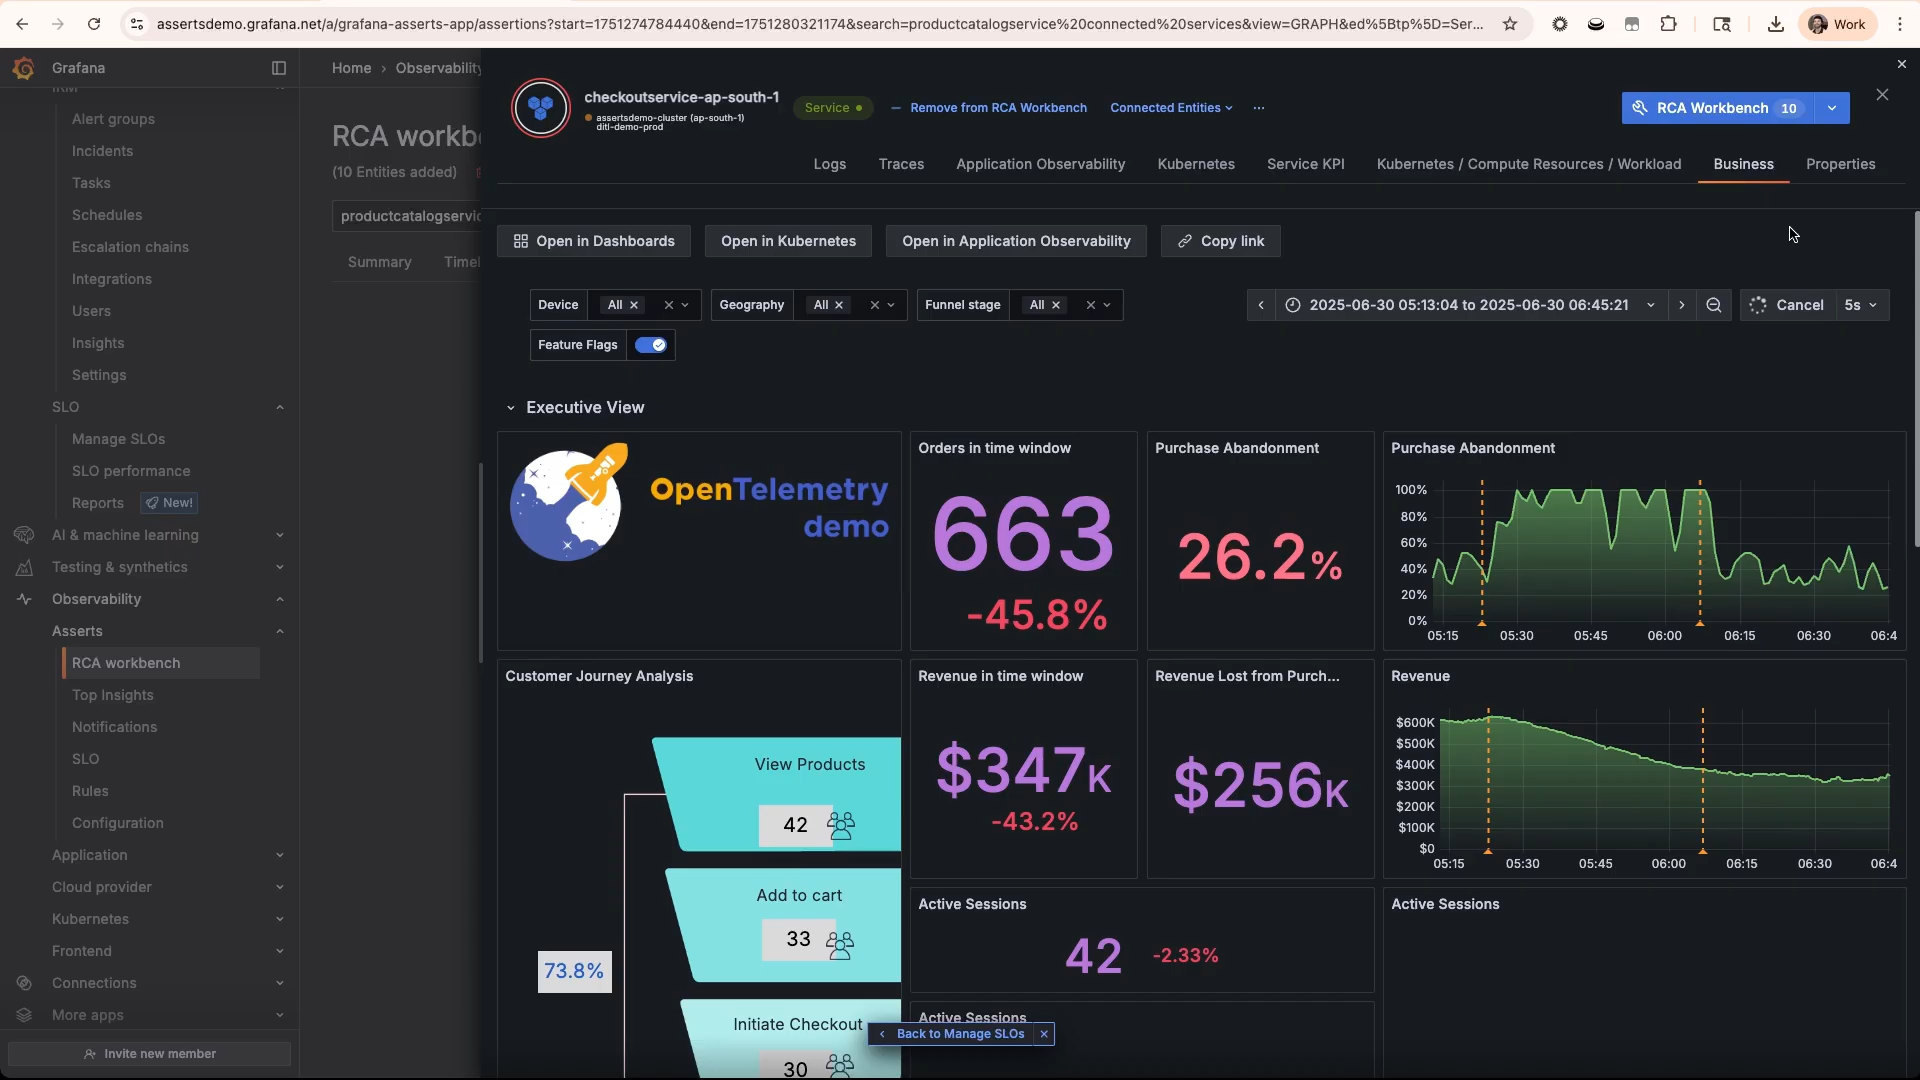 assertsdemo.grafana.net/a/grafana-asserts-app/assertions?start=1751274784440&end=1751280321174&search=productcatalogservice%20connected%20services&view=GRAPH&ed%5Btp%5D=Ser...
Work
Grafana
Home › Observability
IRM
Alert groups
Incidents
Tasks
Schedules
Escalation chains
Integrations
Users
Insights
Settings
SLO
Manage SLOs
SLO performance
Reports New!
AI & machine learning
Testing & synthetics
Observability
Asserts
RCA workbench
Top Insights
Notifications
SLO
Rules
Configuration
Application
Cloud provider
Kubernetes
Frontend
Connections
More apps
Invite new member
RCA workbe
(10 Entities added)
productcatalogservic
Summary Timel
checkoutservice-ap-south-1
assertsdemo-cluster (ap-south-1)
ditl-demo-prod
Service
Remove from RCA Workbench
Connected Entities
RCA Workbench 10
Logs Traces Application Observability Kubernetes Service KPI Kubernetes / Compute Resources / Workload Business Properties
Open in Dashboards Open in Kubernetes Open in Application Observability Copy link
Device All Geography All Funnel stage All
2025-06-30 05:13:04 to 2025-06-30 06:45:21 Cancel 5s
Feature Flags
Executive View
OpenTelemetry
demo
Orders in time window
663
-45.8%
Purchase Abandonment
26.2%
Purchase Abandonment
100%
80%
60%
40%
20%
0%
05:15 05:30 05:45 06:00 06:15 06:30 06:4
Customer Journey Analysis
View Products
42
Add to cart
33
73.8%
Initiate Checkout
30
Revenue in time window
$347K
-43.2%
Revenue Lost from Purch...
$256K
Revenue
$600K
$500K
$400K
$300K
$200K
$100K
$0
05:15 05:30 05:45 06:00 06:15 06:30 06:4
Active Sessions
42 -2.33%
Active Sessions
Active Sessions
Back to Manage SLOs